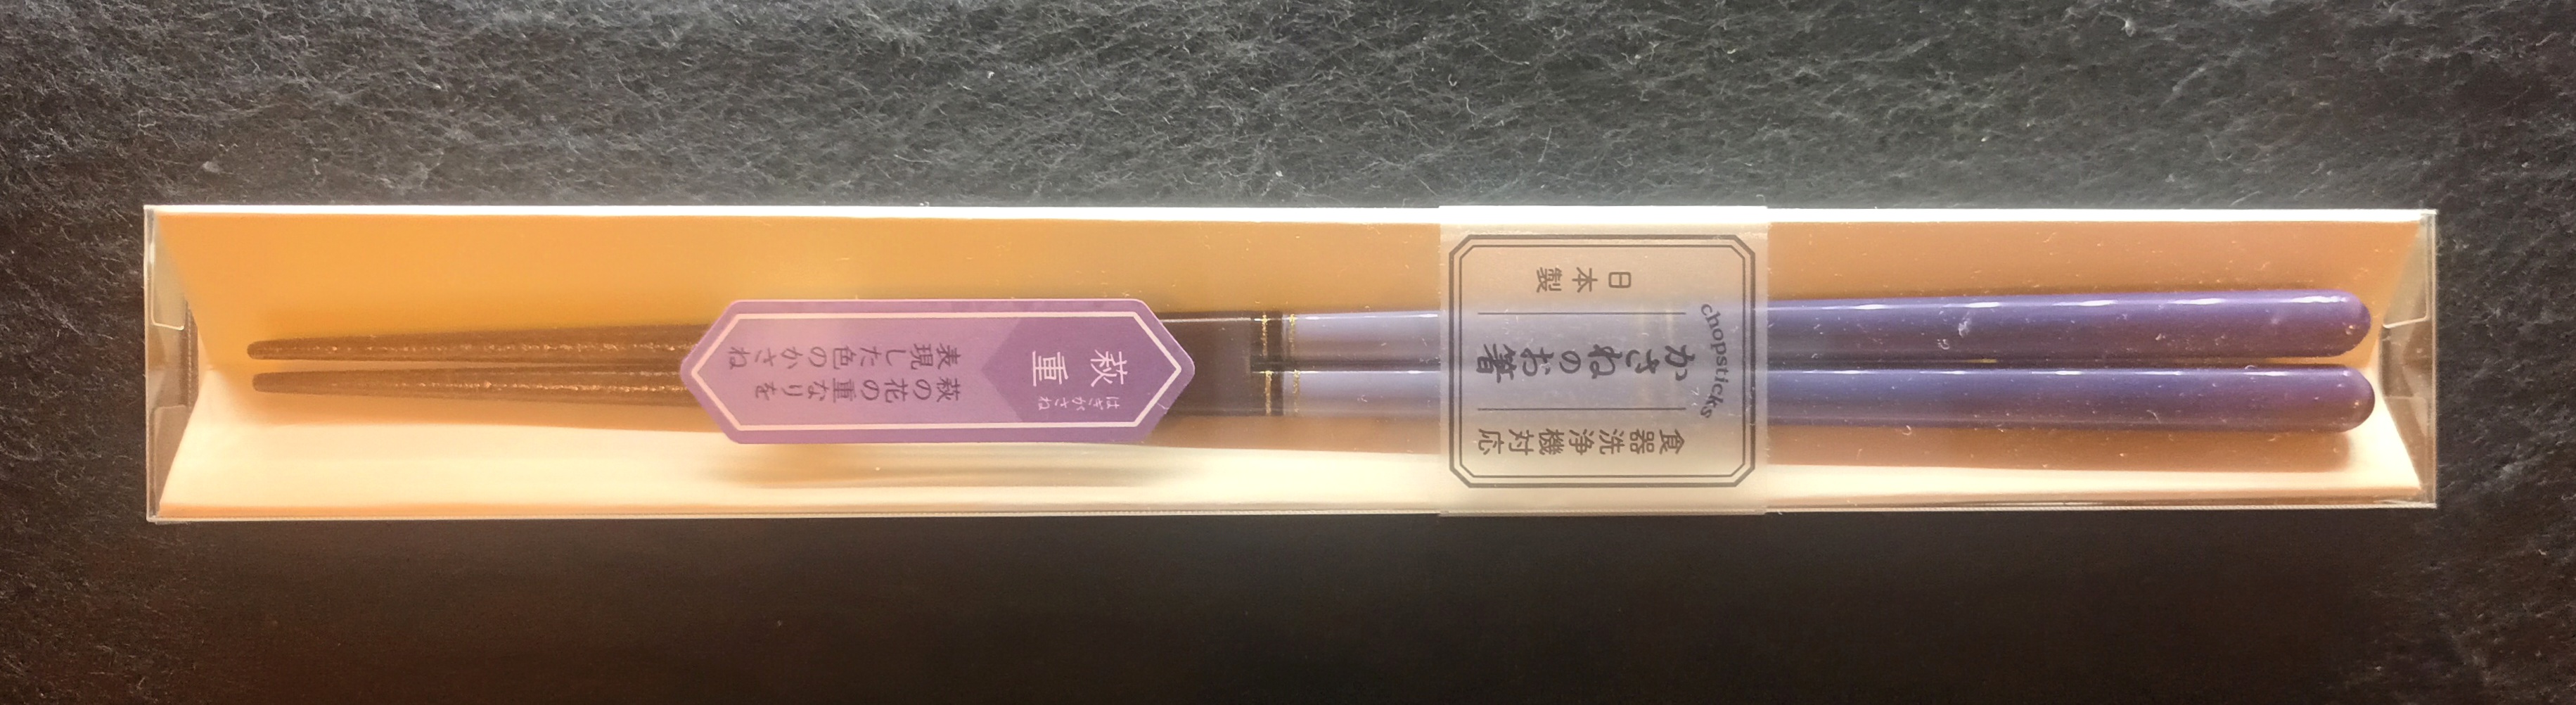 chopsticks
日本製
かさねのお箸
食器洗浄機対応
萩重
はぎがさね
萩の花の重なりを
表現した色のかさね